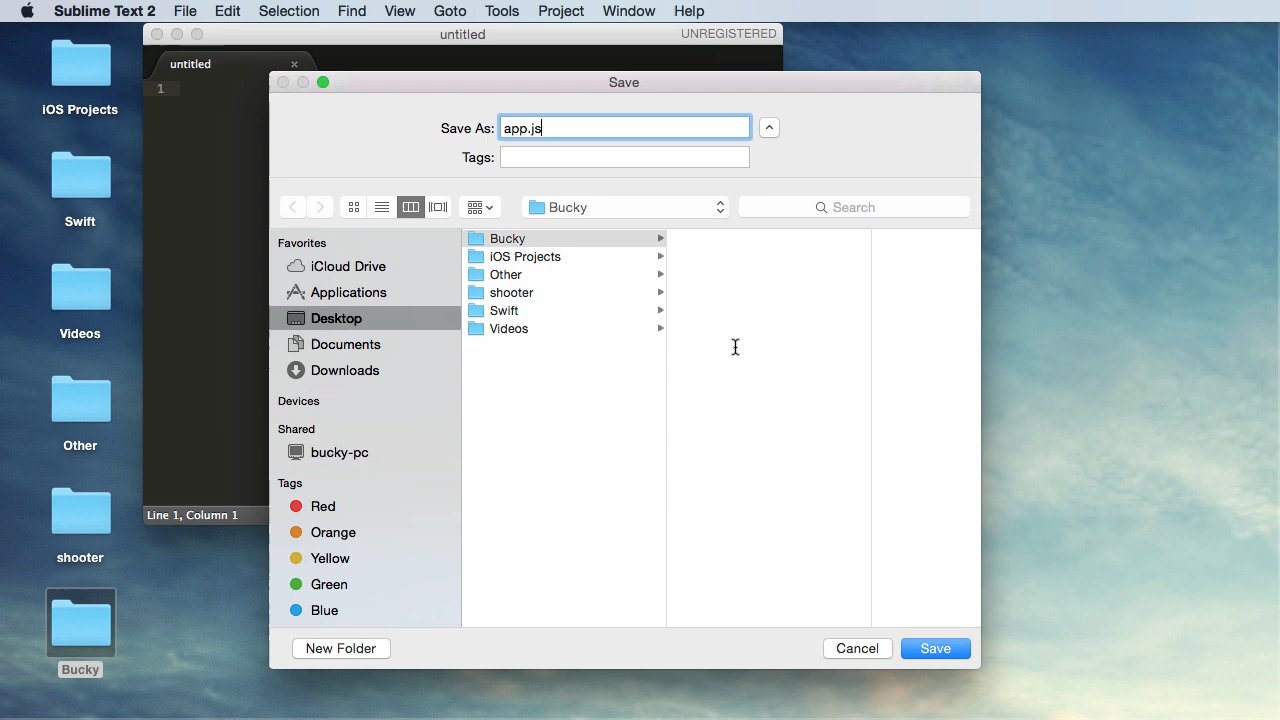 Sublime Text 2 File Edit Selection Find View Goto Tools Project Window Help
untitled UNREGISTERED
untitled
1
Line 1, Column 1
iOS Projects
Swift
Videos
Other
shooter
Bucky
Save
Save As: app.js
Tags:
Bucky
Search
Favorites
iCloud Drive
Applications
Desktop
Documents
Downloads
Devices
Shared
bucky-pc
Tags
Red
Orange
Yellow
Green
Blue
Bucky
iOS Projects
Other
shooter
Swift
Videos
New Folder Cancel Save